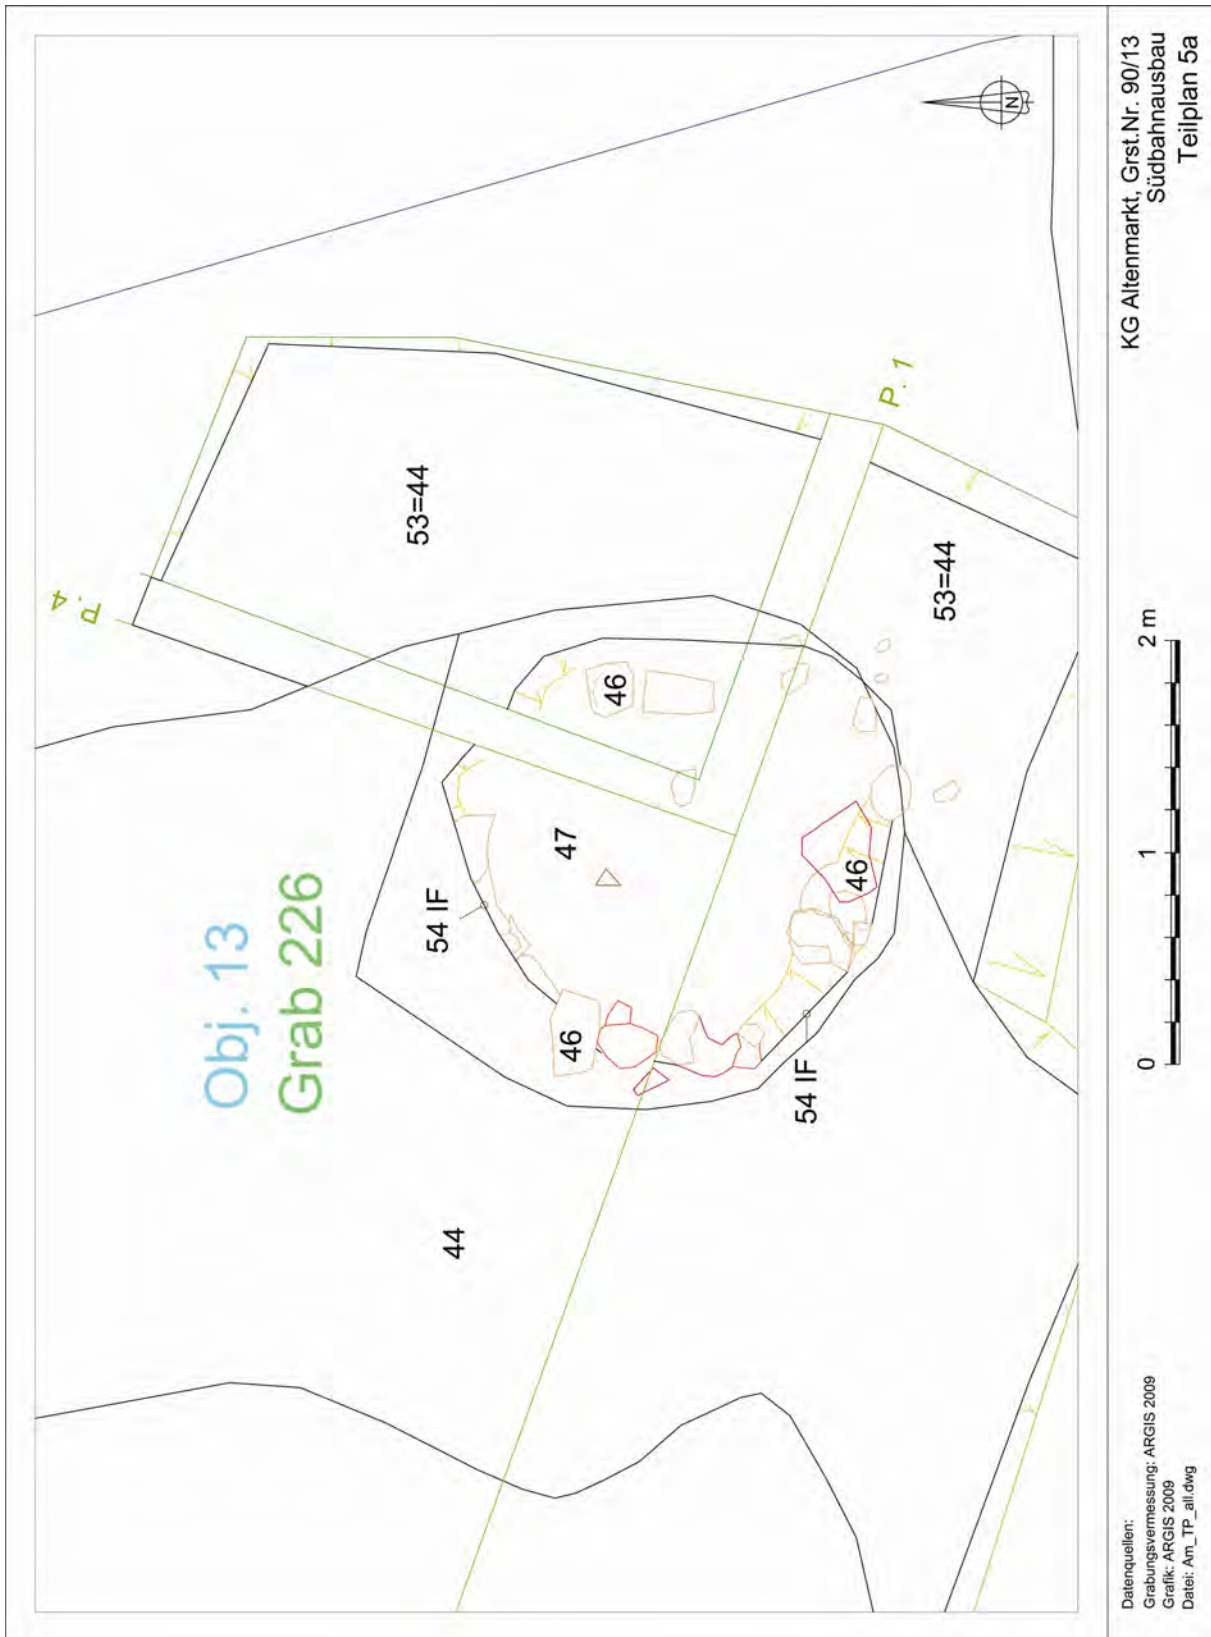 Obj. 13
Grab 226
P. 4
P. 1
53=44
53=44
46
47
54 IF
46
46
54 IF
44
N
0 1 2 m
KG Altenmarkt, Grst.Nr. 90/13
Südbahnausbau
Teilplan 5a
Datenquellen:
Grabungsvermessung: ARGIS 2009
Grafik: ARGIS 2009
Datei: Am_TP_all.dwg